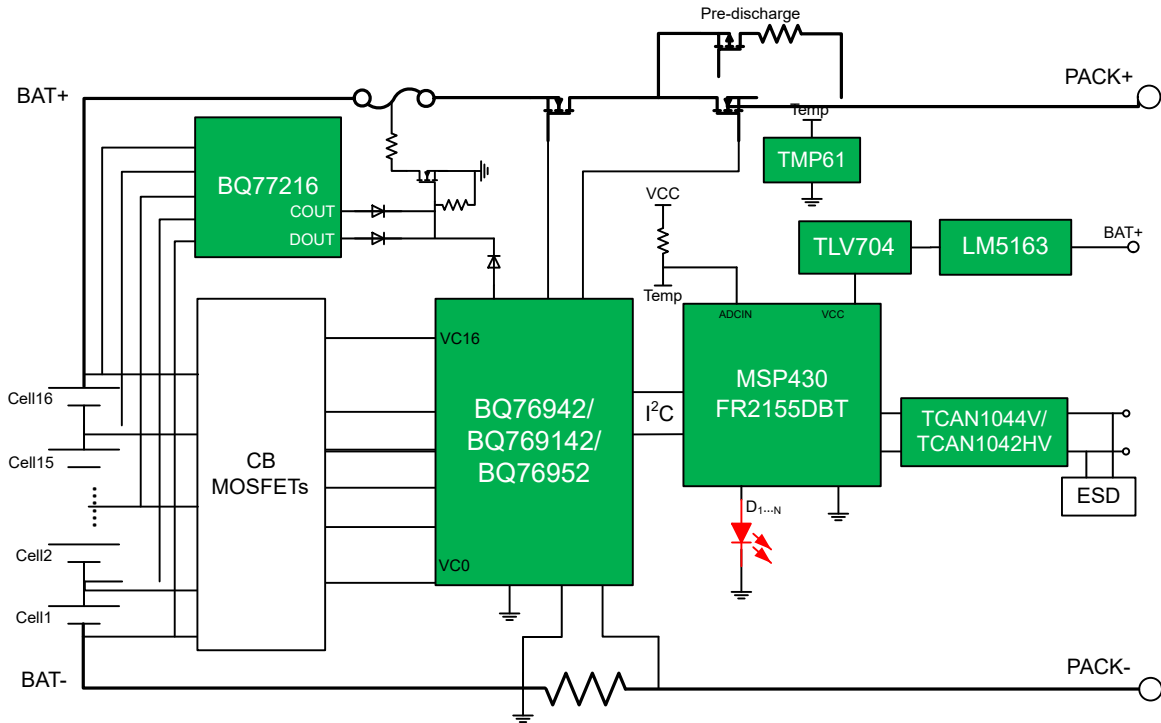 Pre-discharge
BAT+
PACK+
Temp
BQ77216
TMP61
VCC
COUT
DOUT
TLV704
LM5163
BAT+
Temp
ADCIN
VCC
VC16
MSP430
FR2155DBT
Cell16
BQ76942/
BQ769142/
BQ76952
I²C
TCAN1044V/
TCAN1042HV
Cell15
CB
MOSFETs
ESD
D₁...N
Cell2
VC0
Cell1
BAT-
PACK-